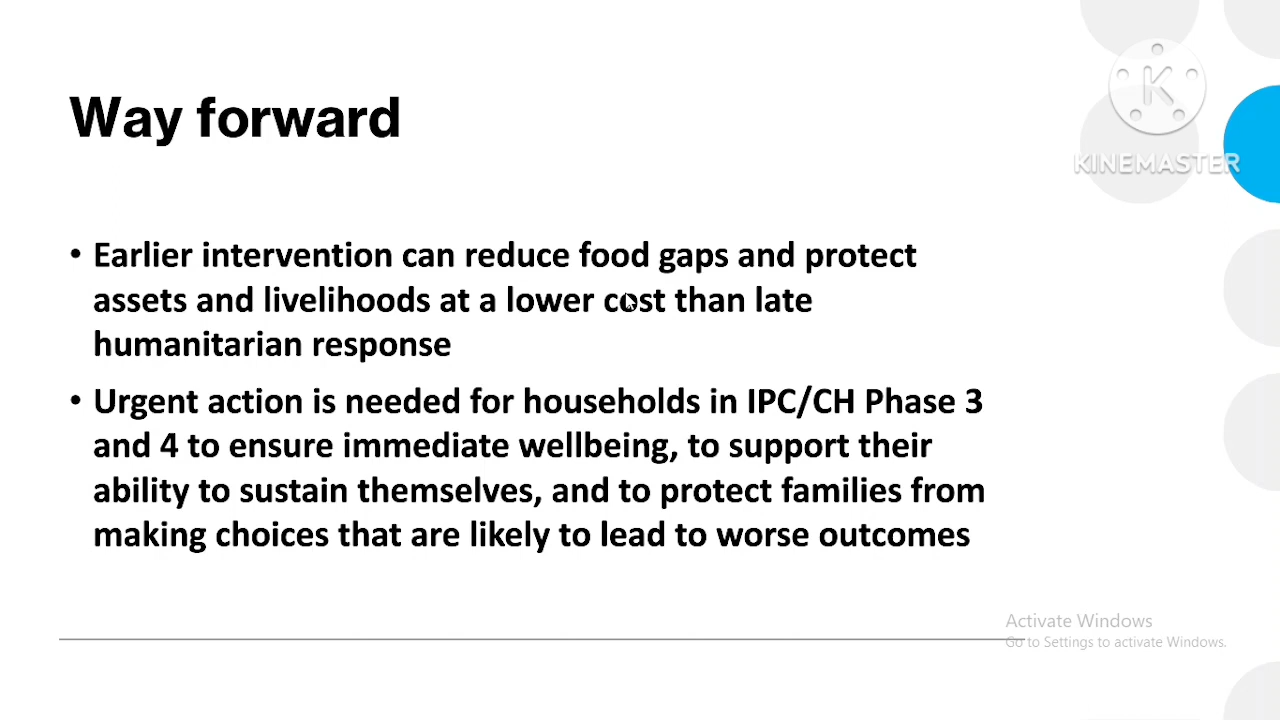 Way forward
K
KINEMASTER
• Earlier intervention can reduce food gaps and protect
assets and livelihoods at a lower cost than late
humanitarian response
• Urgent action is needed for households in IPC/CH Phase 3
and 4 to ensure immediate wellbeing, to support their
ability to sustain themselves, and to protect families from
making choices that are likely to lead to worse outcomes
Activate Windows
Go to Settings to activate Windows.